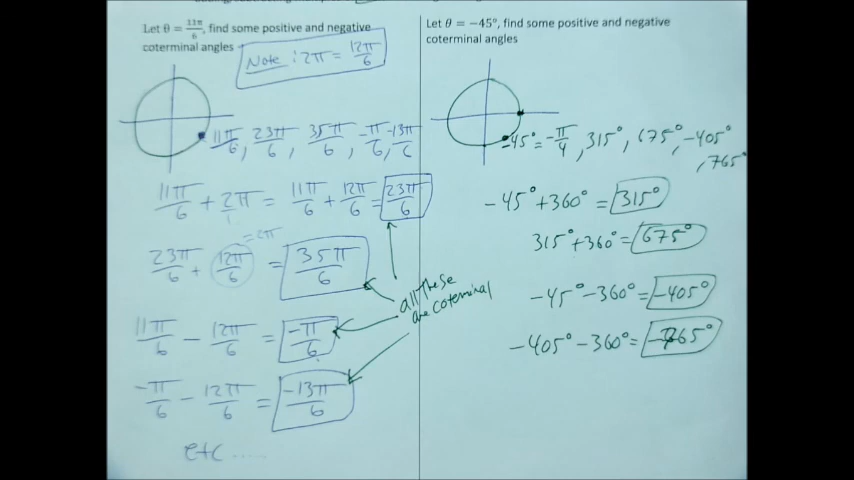 Let θ = 11π/6, find some positive and negative
coterminal angles
Note: 2π = 12π/6
11π/6, 23π/6, 35π/6, -π/6, -13π/6
11π/6 + 2π/1 = 11π/6 + 12π/6 = 23π/6
= 2π
23π/6 + 12π/6 = 35π/6
all these
are coterminal
11π/6 - 12π/6 = -π/6
-π/6 - 12π/6 = -13π/6
etc.....
Let θ = −45°, find some positive and negative
coterminal angles
-45° = -π/4, 315°, 675°, -405°
, 765°
-45° + 360° = 315°
315° + 360° = 675°
-45° - 360° = -405°
-405° - 360° = -765°